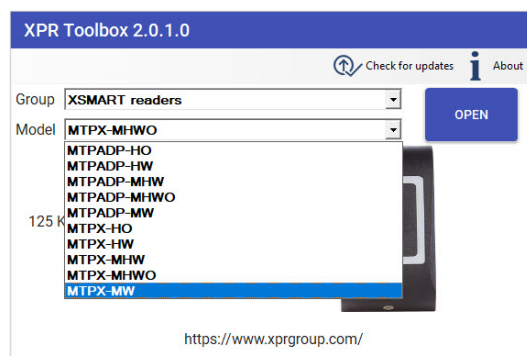 XPR Toolbox 2.0.1.0
Check for updates
About
Group XSMART readers
OPEN
Model MTPX-MHWO
MTPADP-HO
MTPADP-HW
MTPADP-MHW
MTPADP-MHWO
MTPADP-MW
125 K
MTPX-HO
MTPX-HW
MTPX-MHW
MTPX-MHWO
MTPX-MW
https://www.xprgroup.com/